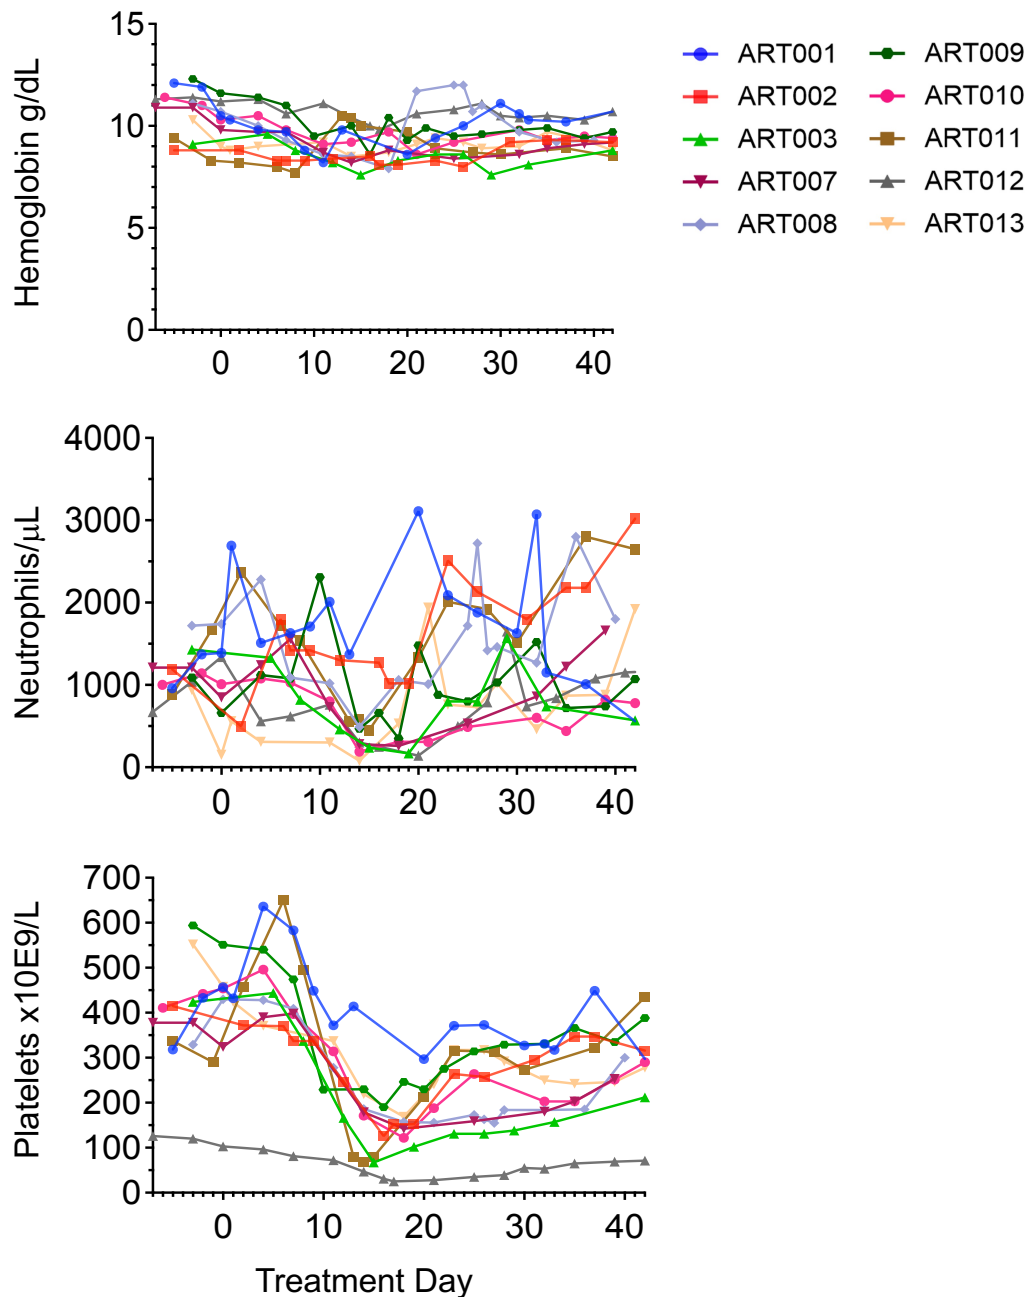 Hemoglobin g/dL
15
10
5
0
0 10 20 30 40
ART001 ART009
ART002 ART010
ART003 ART011
ART007 ART012
ART008 ART013
Neutrophils/μL
4000
3000
2000
1000
0
0 10 20 30 40
Platelets x10E9/L
700
600
500
400
300
200
100
0
0 10 20 30 40
Treatment Day